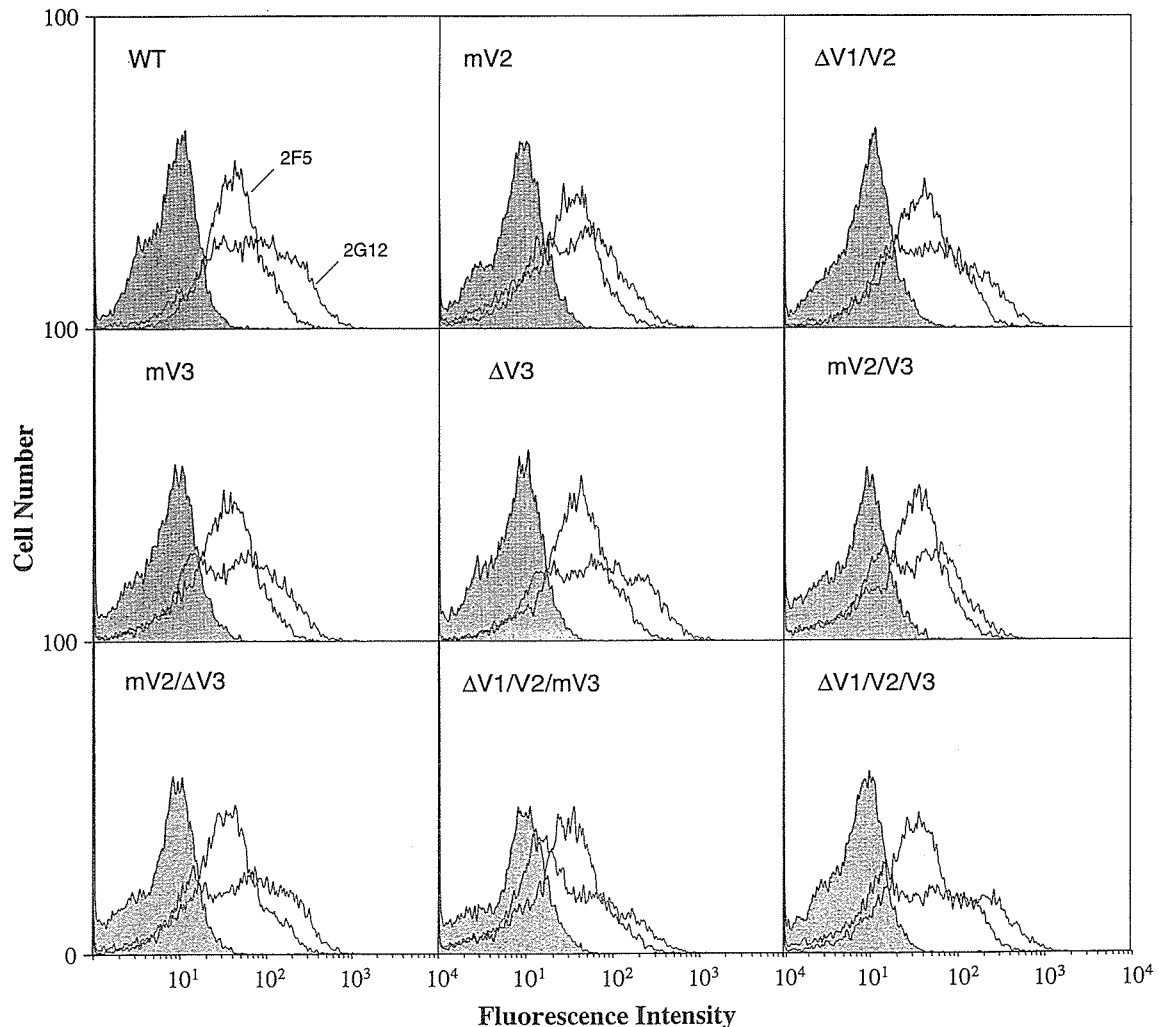 100
WT
mV2
ΔV1/V2
2F5
2G12
100
mV3
ΔV3
mV2/V3
Cell Number
100
mV2/ΔV3
ΔV1/V2/mV3
ΔV1/V2/V3
0
10¹ 10² 10³ 10⁴ 10¹ 10² 10³ 10⁴ 10¹ 10² 10³ 10⁴
Fluorescence Intensity